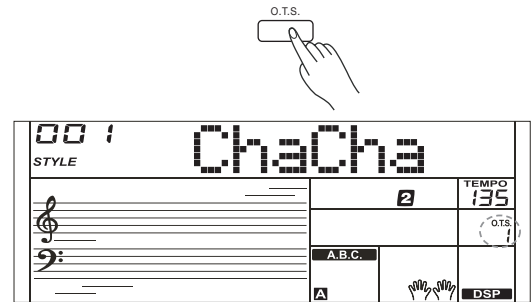 O.T.S.
001 ChaCha
STYLE
TEMPO
2 135
O.T.S.
1
A.B.C.
A DSP